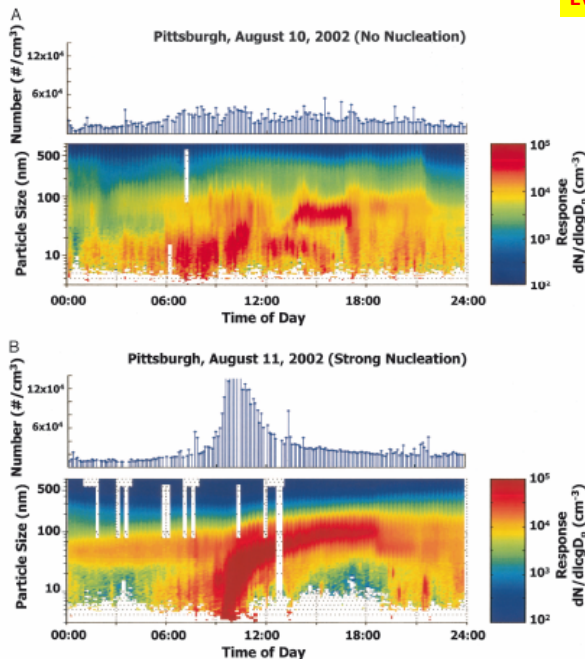 A
Pittsburgh, August 10, 2002 (No Nucleation)
Number (#/cm³)
12x10⁴
6x10⁴
Particle Size (nm)
500
100
10
00:00 06:00 12:00 18:00 24:00
Time of Day
10⁵
10⁴
10³
10²
Response
dN/dlogDₚ (cm⁻³)
B
Pittsburgh, August 11, 2002 (Strong Nucleation)
Number (#/cm³)
12x10⁴
6x10⁴
Particle Size (nm)
500
100
10
00:00 06:00 12:00 18:00 24:00
Time of Day
10⁵
10⁴
10³
10²
Response
dN/dlogDₚ (cm⁻³)